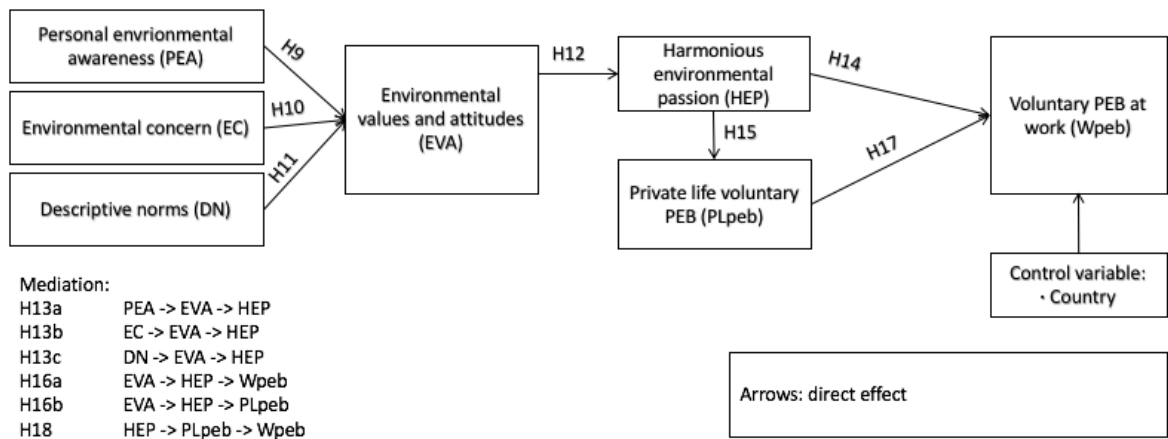 Personal envrionmental
awareness (PEA)
Environmental concern (EC)
Descriptive norms (DN)
H9
H10
H11
Environmental
values and attitudes
(EVA)
H12
Harmonious
environmental
passion (HEP)
H14
H15
H17
Private life voluntary
PEB (PLpeb)
Voluntary PEB at
work (Wpeb)
Control variable:
· Country
Mediation:
H13a PEA -> EVA -> HEP
H13b EC -> EVA -> HEP
H13c DN -> EVA -> HEP
H16a EVA -> HEP -> Wpeb
H16b EVA -> HEP -> PLpeb
H18 HEP -> PLpeb -> Wpeb
Arrows: direct effect